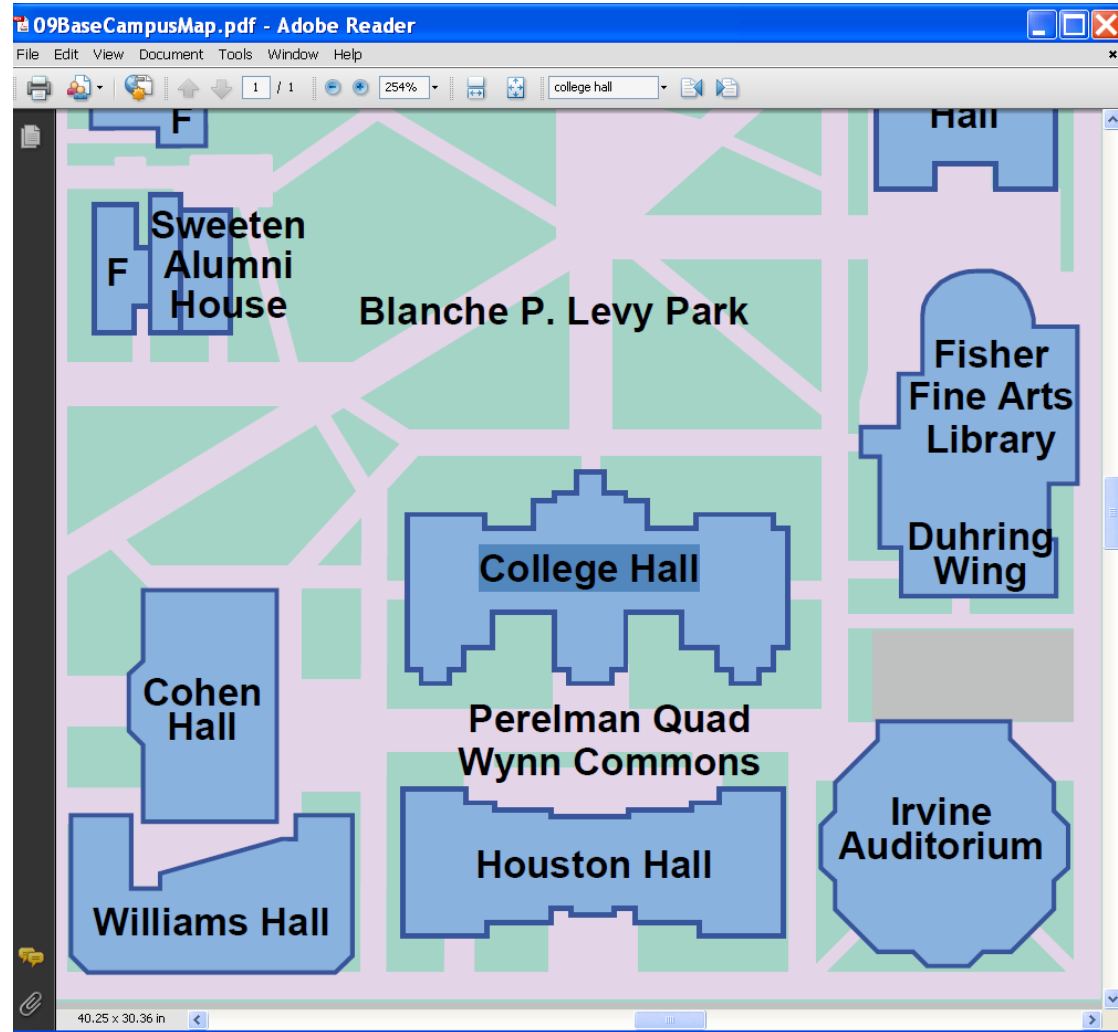 09BaseCampusMap.pdf - Adobe Reader
File Edit View Document Tools Window Help
1 / 1 254% college hall
F
Hall
Sweeten
Alumni
House
F
Blanche P. Levy Park
Fisher
Fine Arts
Library
Duhring
Wing
College Hall
Cohen
Hall
Perelman Quad
Wynn Commons
Irvine
Auditorium
Houston Hall
Williams Hall
40.25 x 30.36 in